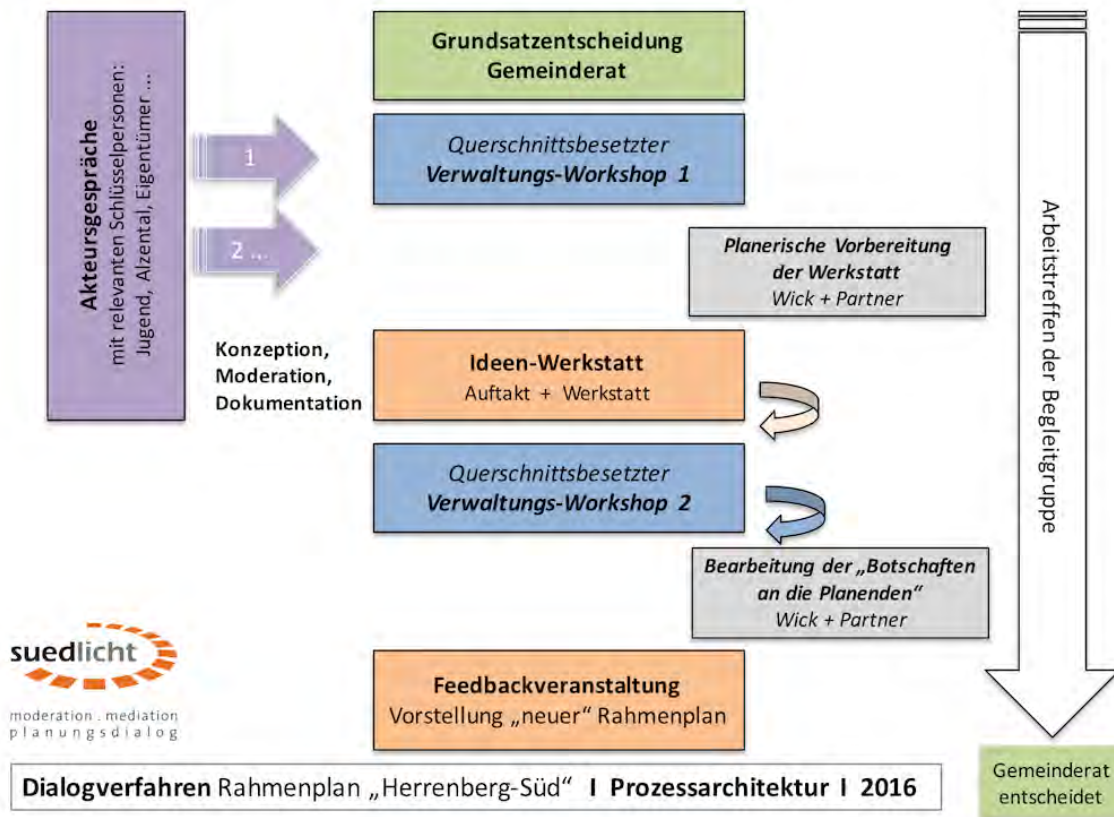 Akteursgespräche
mit relevanten Schlüsselpersonen:
Jugend, Alzental, Eigentümer ...
1
2 ...
Grundsatzentscheidung
Gemeinderat
Querschnittsbesetzter
Verwaltungs-Workshop 1
Planerische Vorbereitung
der Werkstatt
Wick + Partner
Konzeption,
Moderation,
Dokumentation
Ideen-Werkstatt
Auftakt + Werkstatt
Querschnittsbesetzter
Verwaltungs-Workshop 2
Bearbeitung der „Botschaften
an die Planenden“
Wick + Partner
Feedbackveranstaltung
Vorstellung „neuer“ Rahmenplan
Arbeitstreffen der Begleitgruppe
Gemeinderat
entscheidet
suedlicht
moderation . mediation
planungsdialog
Dialogverfahren Rahmenplan „Herrenberg-Süd“ I Prozessarchitektur I 2016